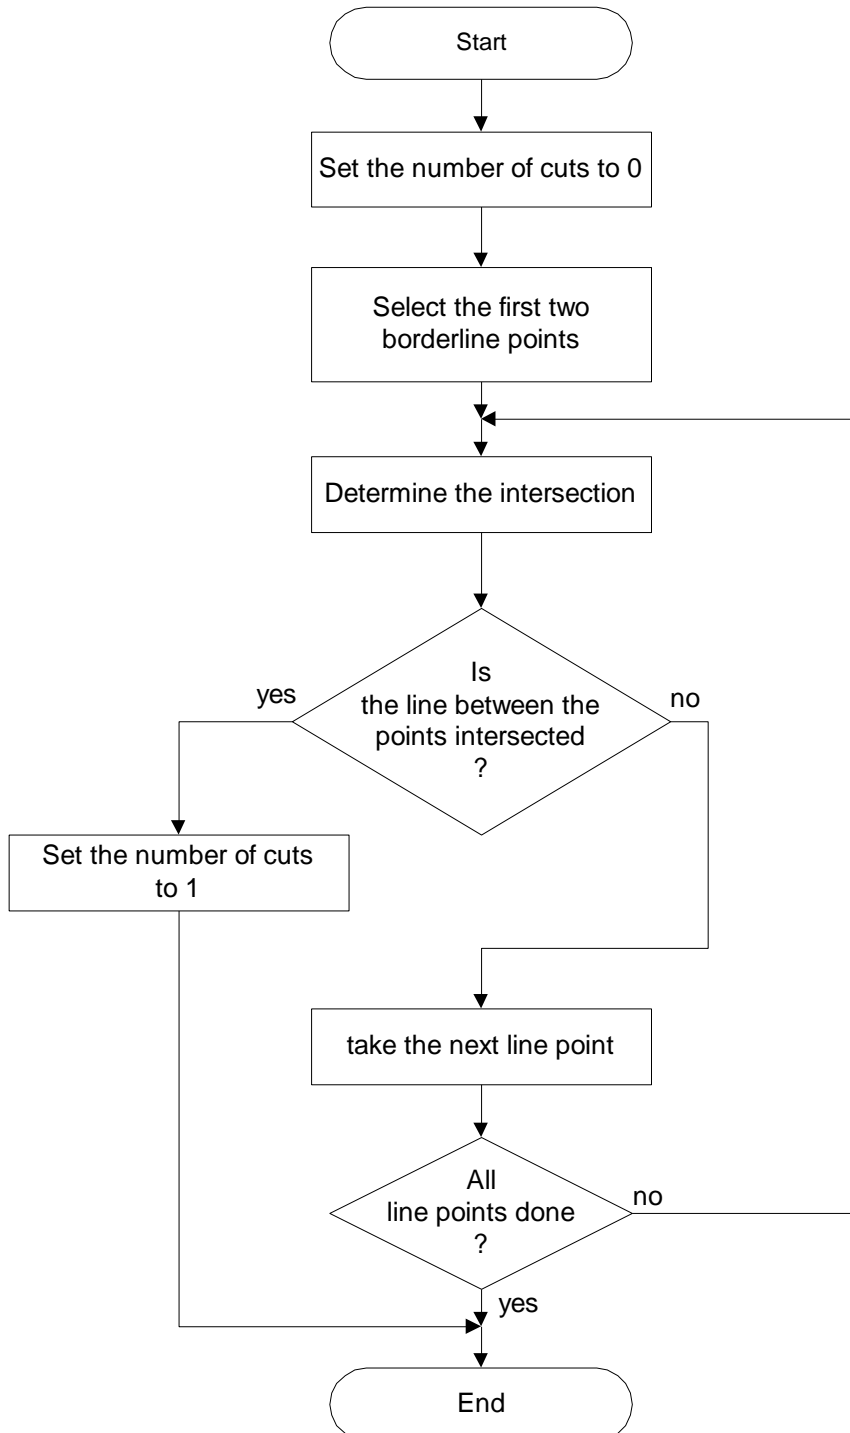 Start
Set the number of cuts to 0
Select the first two
borderline points
Determine the intersection
Is
the line between the
points intersected
?
yes
no
Set the number of cuts
to 1
take the next line point
All
line points done
?
no
yes
End